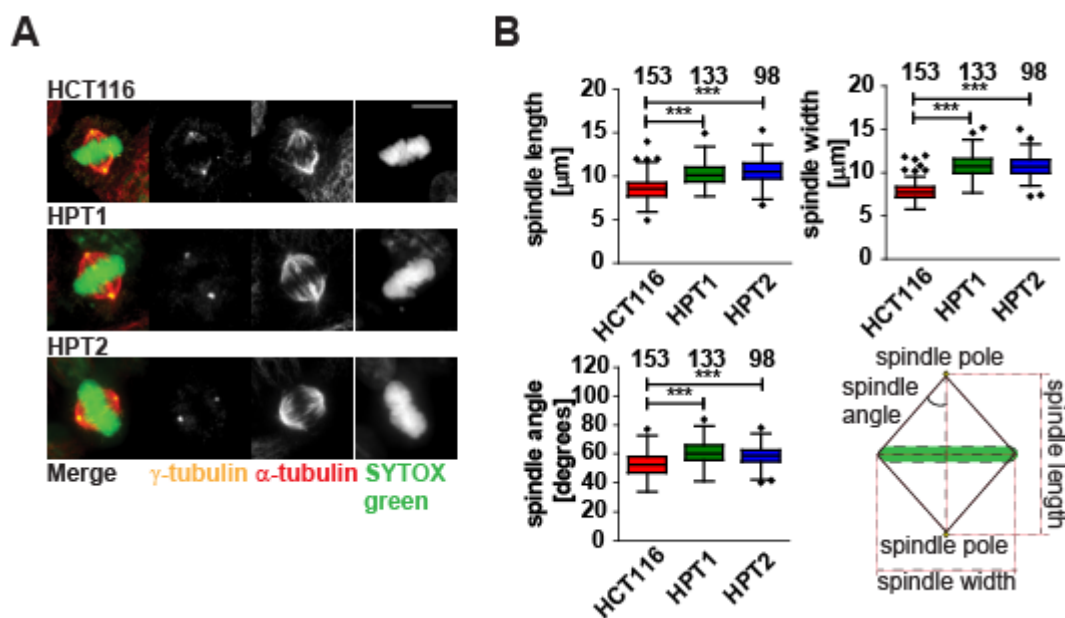 A
HCT116
HPT1
HPT2
Merge γ-tubulin α-tubulin SYTOX
green
B
153 133 98
***
***
20
15
10
5
0
spindle length
[μm]
HCT116
HPT1
HPT2
153 133 98
***
***
20
15
10
5
0
spindle width
[μm]
HCT116
HPT1
HPT2
153 133 98
***
***
120
100
80
60
40
20
0
spindle angle
[degrees]
HCT116
HPT1
HPT2
spindle pole
spindle
angle
spindle length
spindle pole
spindle width